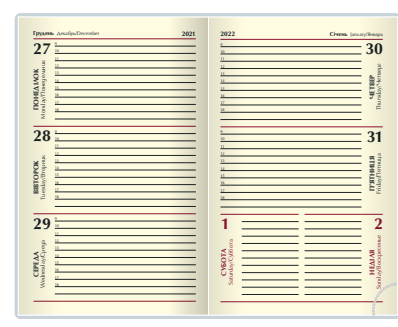 Грудень Декабрь/December 2021
27
ПОНЕДІЛОК
Monday/Понедельник
28
ВІВТОРОК
Tuesday/Вторник
29
СЕРЕДА
Wednesday/Среда
2022 Січень January/Январь
30
ЧЕТВЕР
Thursday/Четверг
31
П'ЯТНИЦЯ
Friday/Пятница
1
СУБОТА
Saturday/Суббота
2
НЕДІЛЯ
Sunday/Воскресенье